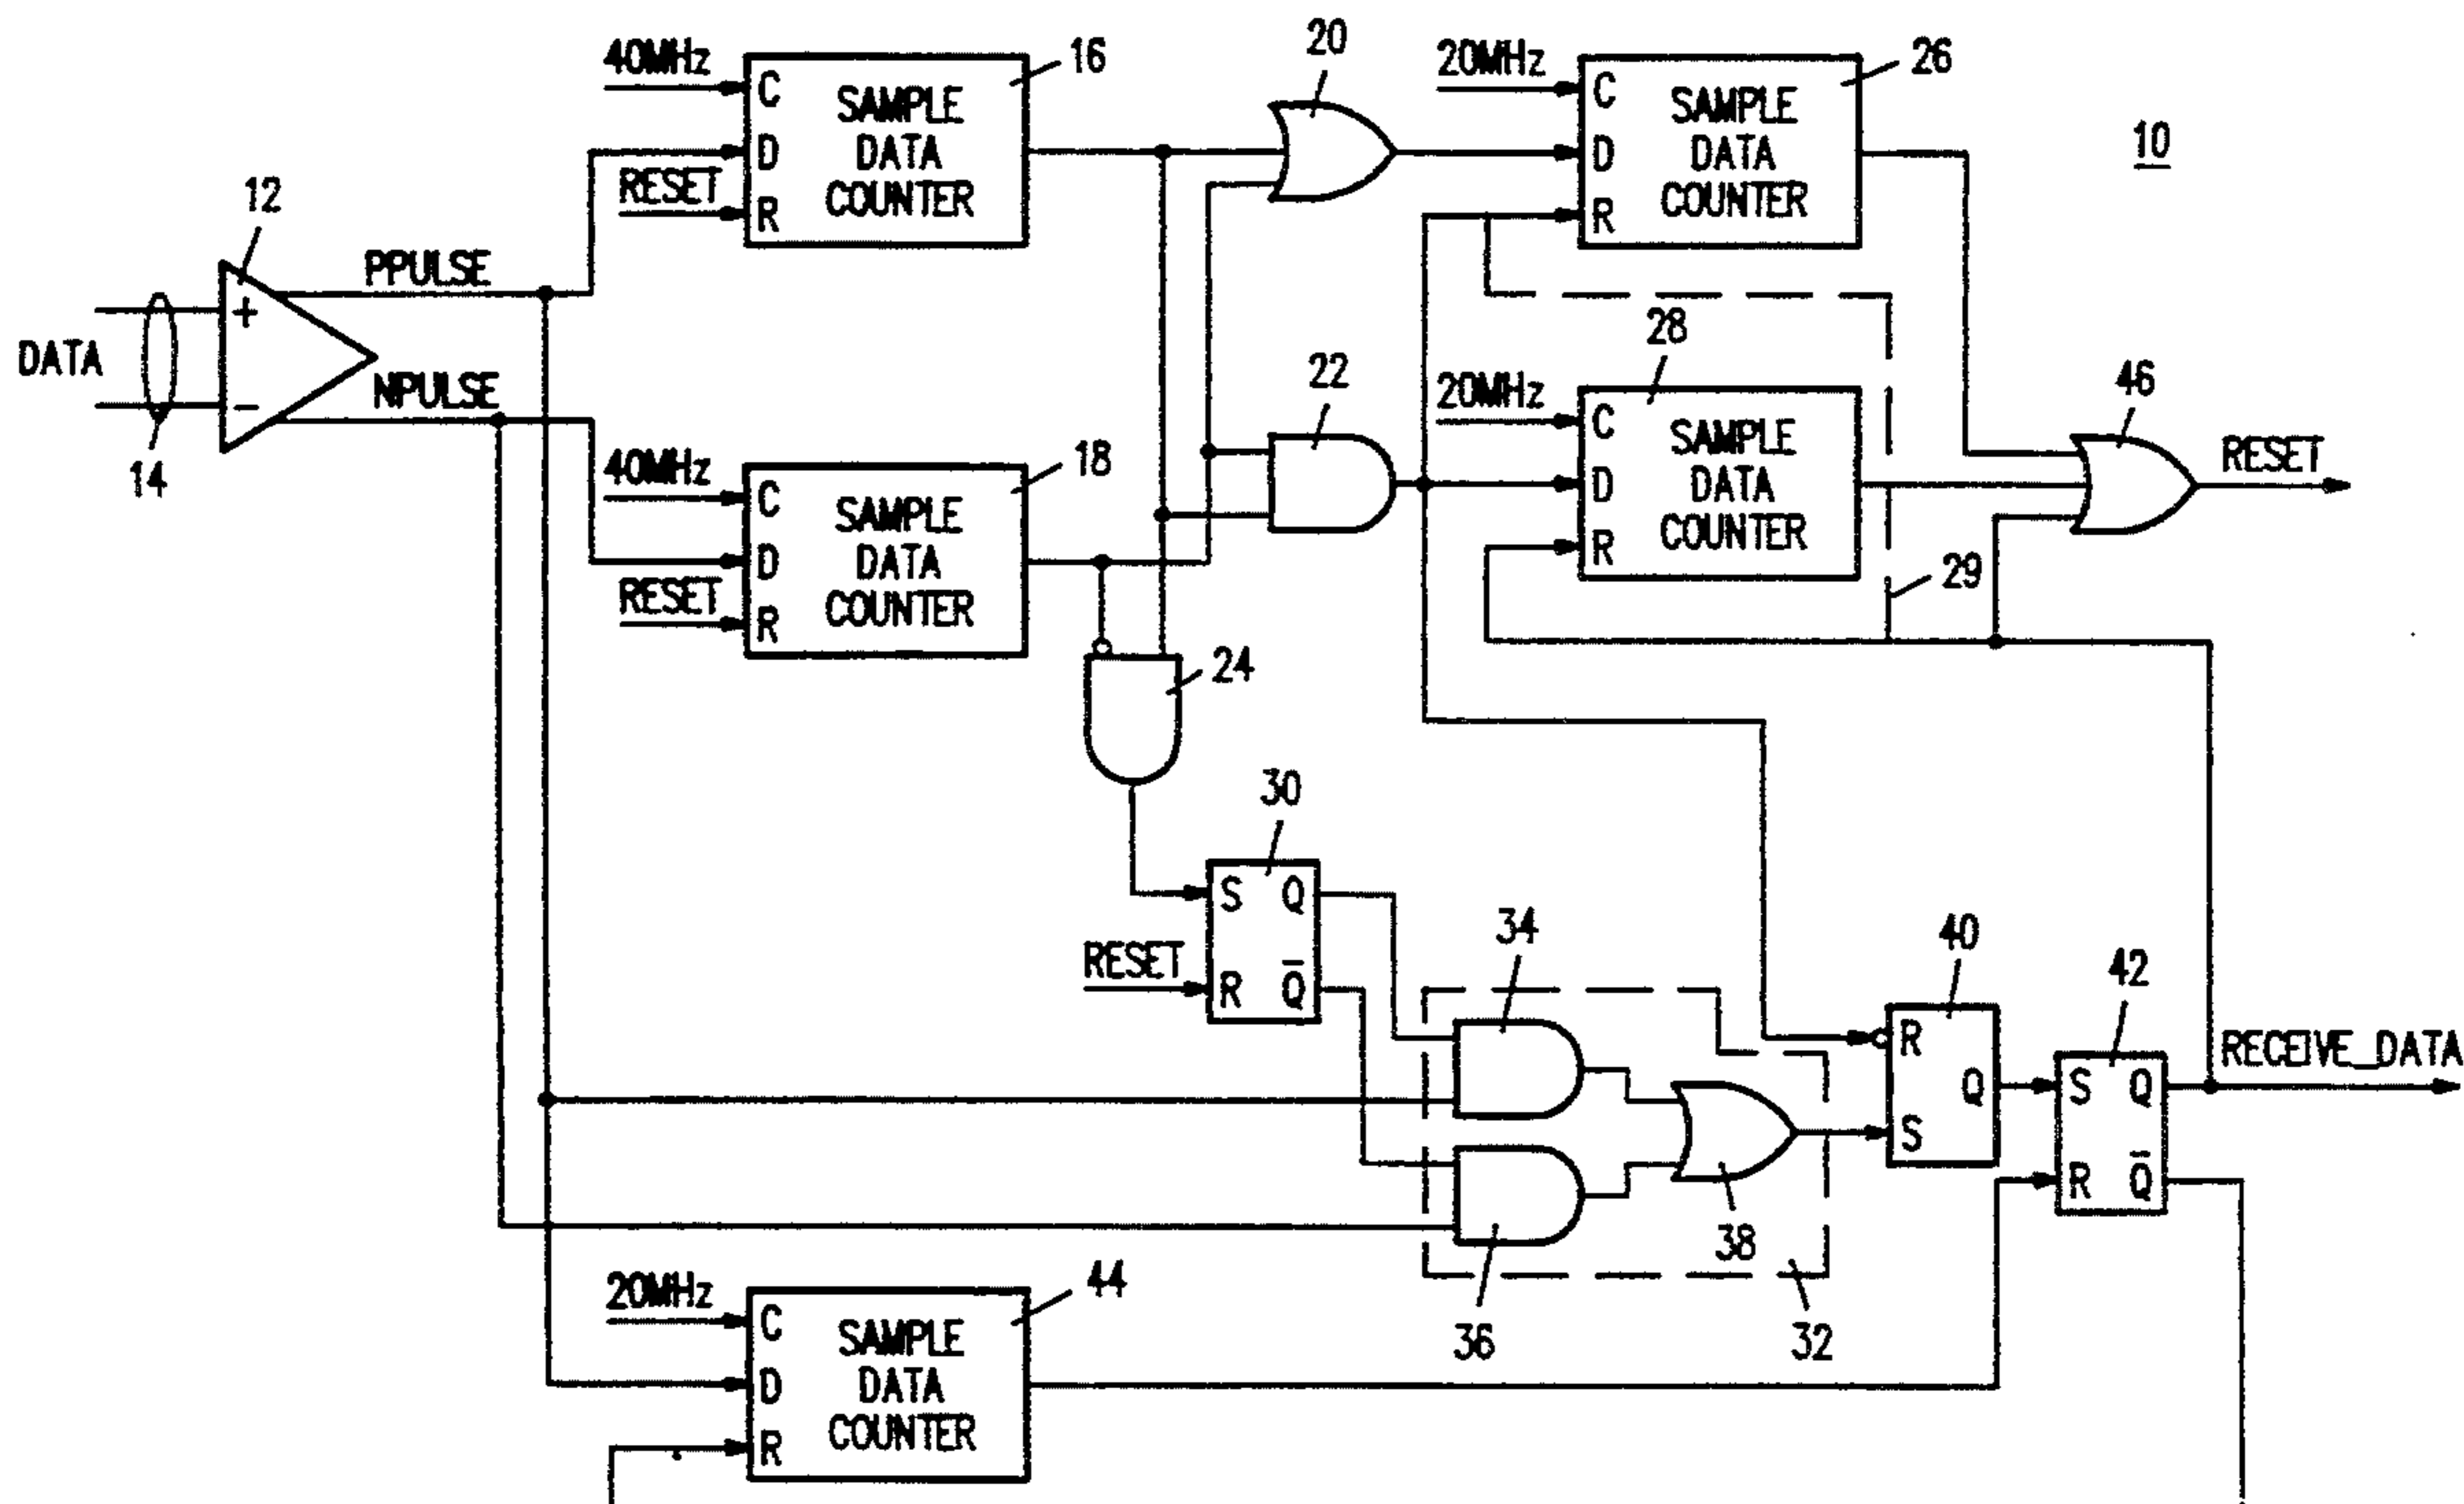 40MHz
C
D
RESET
R
SAMPLE
DATA
COUNTER
16
20
20MHz
C
D
R
SAMPLE
DATA
COUNTER
26
10
12
PPULSE
+
DATA
-
NPULSE
14
40MHz
C
D
RESET
R
SAMPLE
DATA
COUNTER
18
22
20MHz
C
D
R
SAMPLE
DATA
COUNTER
28
46
RESET
29
24
30
S Q
RESET
R Q̅
34
36
38
32
40
R
Q
S
42
S Q
R Q̅
RECEIVE_DATA
20MHz
C
D
R
SAMPLE
DATA
COUNTER
44